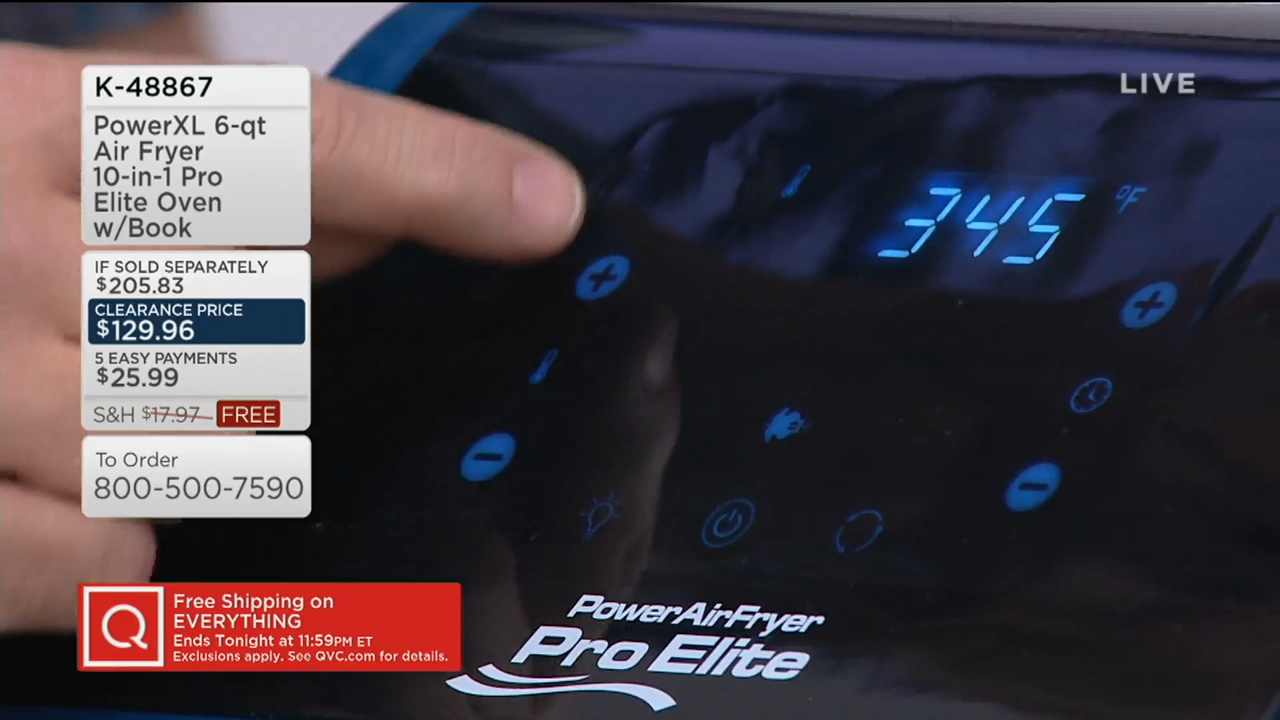 K-48867
PowerXL 6-qt
Air Fryer
10-in-1 Pro
Elite Oven
w/Book
IF SOLD SEPARATELY
$205.83
CLEARANCE PRICE
$129.96
5 EASY PAYMENTS
$25.99
S&H $17.97 FREE
To Order
800-500-7590
Q
Free Shipping on
EVERYTHING
Ends Tonight at 11:59PM ET
Exclusions apply. See QVC.com for details.
LIVE
345 °F
PowerAirFryer
Pro Elite